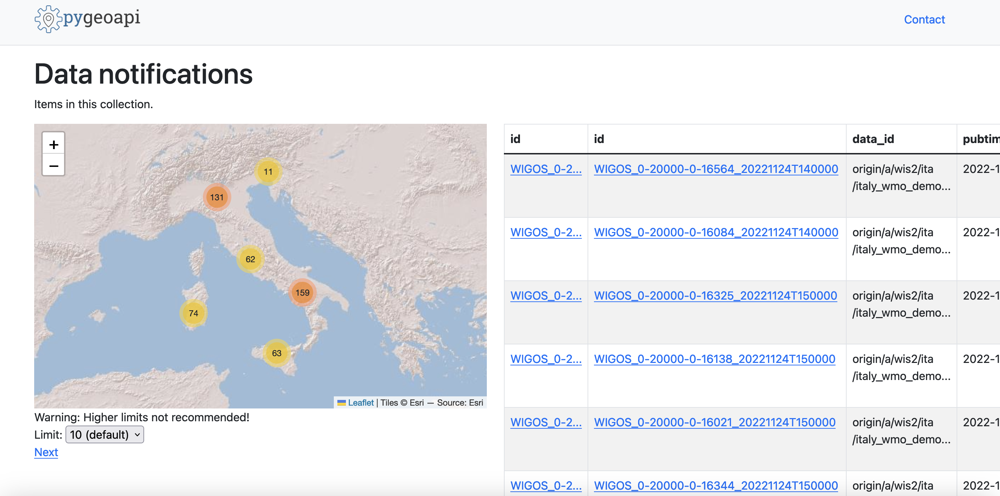 pygeoapi
Contact
Data notifications
Items in this collection.
+
−
11
131
62
159
74
63
Leaflet | Tiles © Esri — Source: Esri
Warning: Higher limits not recommended!
Limit: 10 (default)
Next
id id data_id pubtim
WIGOS_0-2... WIGOS_0-20000-0-16564_20221124T140000 origin/a/wis2/ita 2022-1
/italy_wmo_demo...
WIGOS_0-2... WIGOS_0-20000-0-16084_20221124T140000 origin/a/wis2/ita 2022-1
/italy_wmo_demo...
WIGOS_0-2... WIGOS_0-20000-0-16325_20221124T150000 origin/a/wis2/ita 2022-1
/italy_wmo_demo...
WIGOS_0-2... WIGOS_0-20000-0-16138_20221124T150000 origin/a/wis2/ita 2022-1
/italy_wmo_demo...
WIGOS_0-2... WIGOS_0-20000-0-16021_20221124T150000 origin/a/wis2/ita 2022-1
/italy_wmo_demo...
WIGOS_0-2... WIGOS_0-20000-0-16344_20221124T150000 origin/a/wis2/ita 2022-1